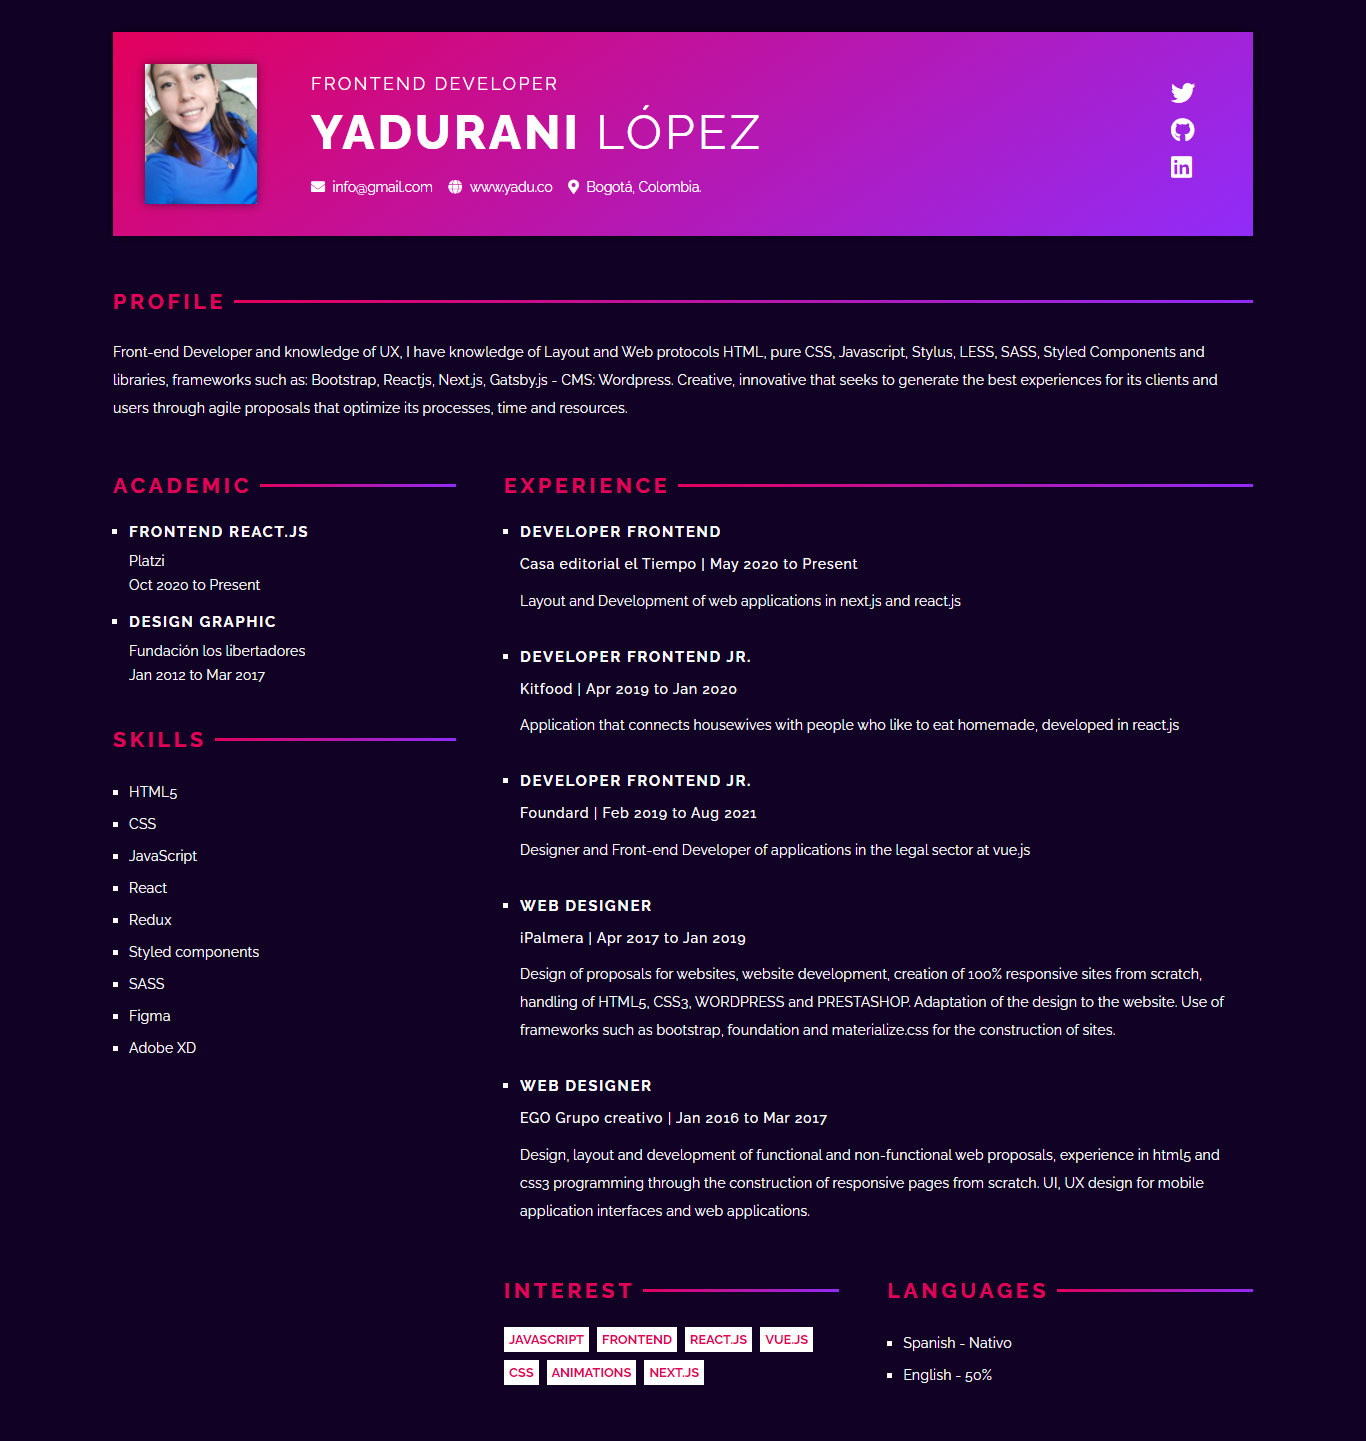 FRONTEND DEVELOPER
YADURANI LÓPEZ
info@gmail.com www.yadu.co Bogotá, Colombia.
PROFILE
Front-end Developer and knowledge of UX, I have knowledge of Layout and Web protocols HTML, pure CSS, Javascript, Stylus, LESS, SASS, Styled Components and
libraries, frameworks such as: Bootstrap, Reactjs, Next.js, Gatsby.js - CMS: Wordpress. Creative, innovative that seeks to generate the best experiences for its clients and
users through agile proposals that optimize its processes, time and resources.
ACADEMIC
FRONTEND REACT.JS
Platzi
Oct 2020 to Present
DESIGN GRAPHIC
Fundación los libertadores
Jan 2012 to Mar 2017
SKILLS
HTML5
CSS
JavaScript
React
Redux
Styled components
SASS
Figma
Adobe XD
EXPERIENCE
DEVELOPER FRONTEND
Casa editorial el Tiempo | May 2020 to Present
Layout and Development of web applications in next.js and react.js
DEVELOPER FRONTEND JR.
Kitfood | Apr 2019 to Jan 2020
Application that connects housewives with people who like to eat homemade, developed in react.js
DEVELOPER FRONTEND JR.
Foundard | Feb 2019 to Aug 2021
Designer and Front-end Developer of applications in the legal sector at vue.js
WEB DESIGNER
iPalmera | Apr 2017 to Jan 2019
Design of proposals for websites, website development, creation of 100% responsive sites from scratch,
handling of HTML5, CSS3, WORDPRESS and PRESTASHOP. Adaptation of the design to the website. Use of
frameworks such as bootstrap, foundation and materialize.css for the construction of sites.
WEB DESIGNER
EGO Grupo creativo | Jan 2016 to Mar 2017
Design, layout and development of functional and non-functional web proposals, experience in html5 and
css3 programming through the construction of responsive pages from scratch. UI, UX design for mobile
application interfaces and web applications.
INTEREST
JAVASCRIPT FRONTEND REACT.JS VUE.JS
CSS ANIMATIONS NEXT.JS
LANGUAGES
Spanish - Nativo
English - 50%